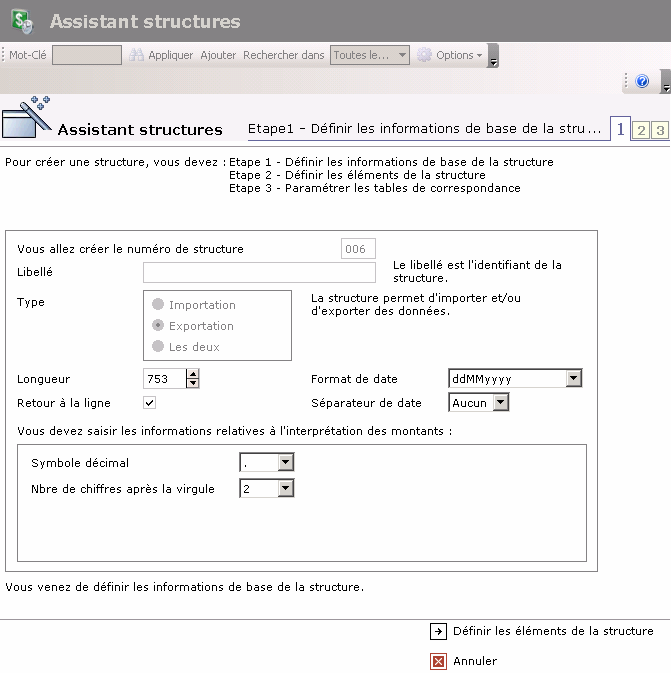 Assistant structures
Mot-Clé Appliquer Ajouter Rechercher dans Toutes le... Options
Assistant structures Etape1 - Définir les informations de base de la stru... 1 2 3
Pour créer une structure, vous devez : Etape 1 - Définir les informations de base de la structure
Etape 2 - Définir les éléments de la structure
Etape 3 - Paramétrer les tables de correspondance
Vous allez créer le numéro de structure 006
Libellé
Le libellé est l'identifiant de la
structure.
Type
Importation
Exportation
Les deux
La structure permet d'importer et/ou
d'exporter des données.
Longueur 753 Format de date ddMMyyyy
Retour à la ligne Séparateur de date Aucun
Vous devez saisir les informations relatives à l'interprétation des montants :
Symbole décimal .
Nbre de chiffres après la virgule 2
Vous venez de définir les informations de base de la structure.
Définir les éléments de la structure
Annuler